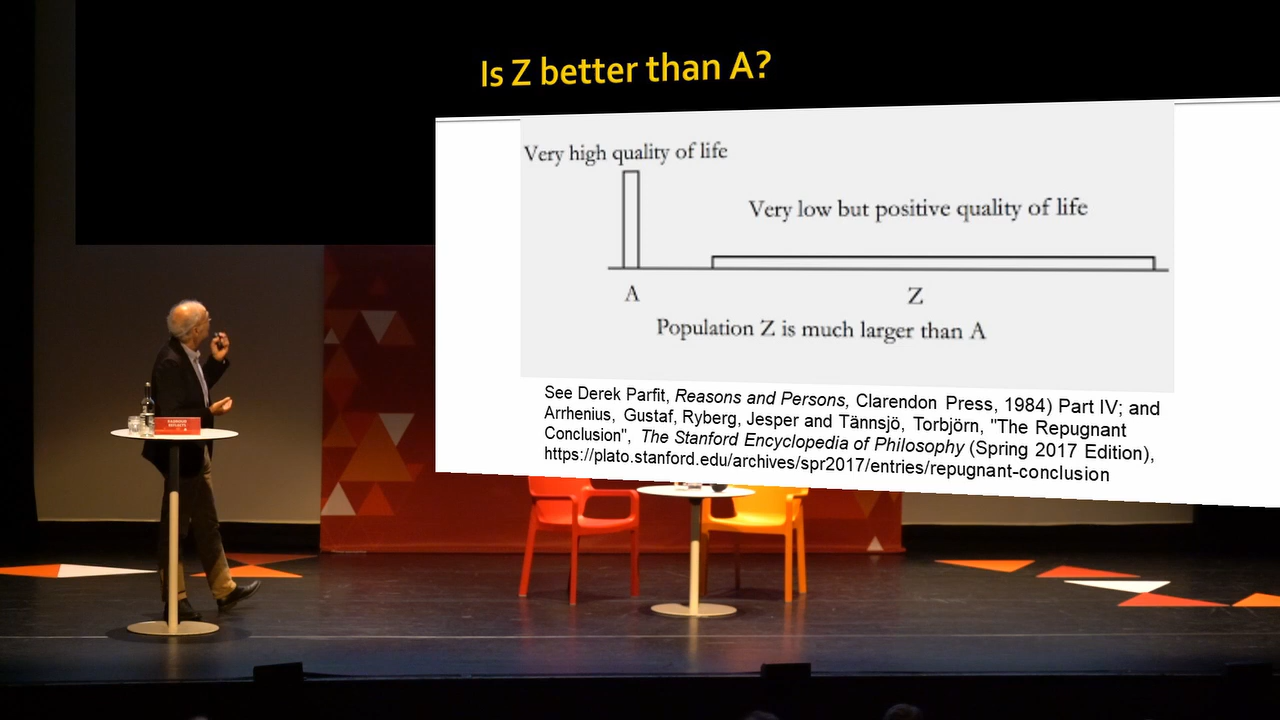 Is Z better than A?
Very high quality of life
Very low but positive quality of life
A
Z
Population Z is much larger than A
See Derek Parfit, Reasons and Persons, Clarendon Press, 1984) Part IV; and
Arrhenius, Gustaf, Ryberg, Jesper and Tännsjö, Torbjörn, "The Repugnant
Conclusion", The Stanford Encyclopedia of Philosophy (Spring 2017 Edition),
https://plato.stanford.edu/archives/spr2017/entries/repugnant-conclusion